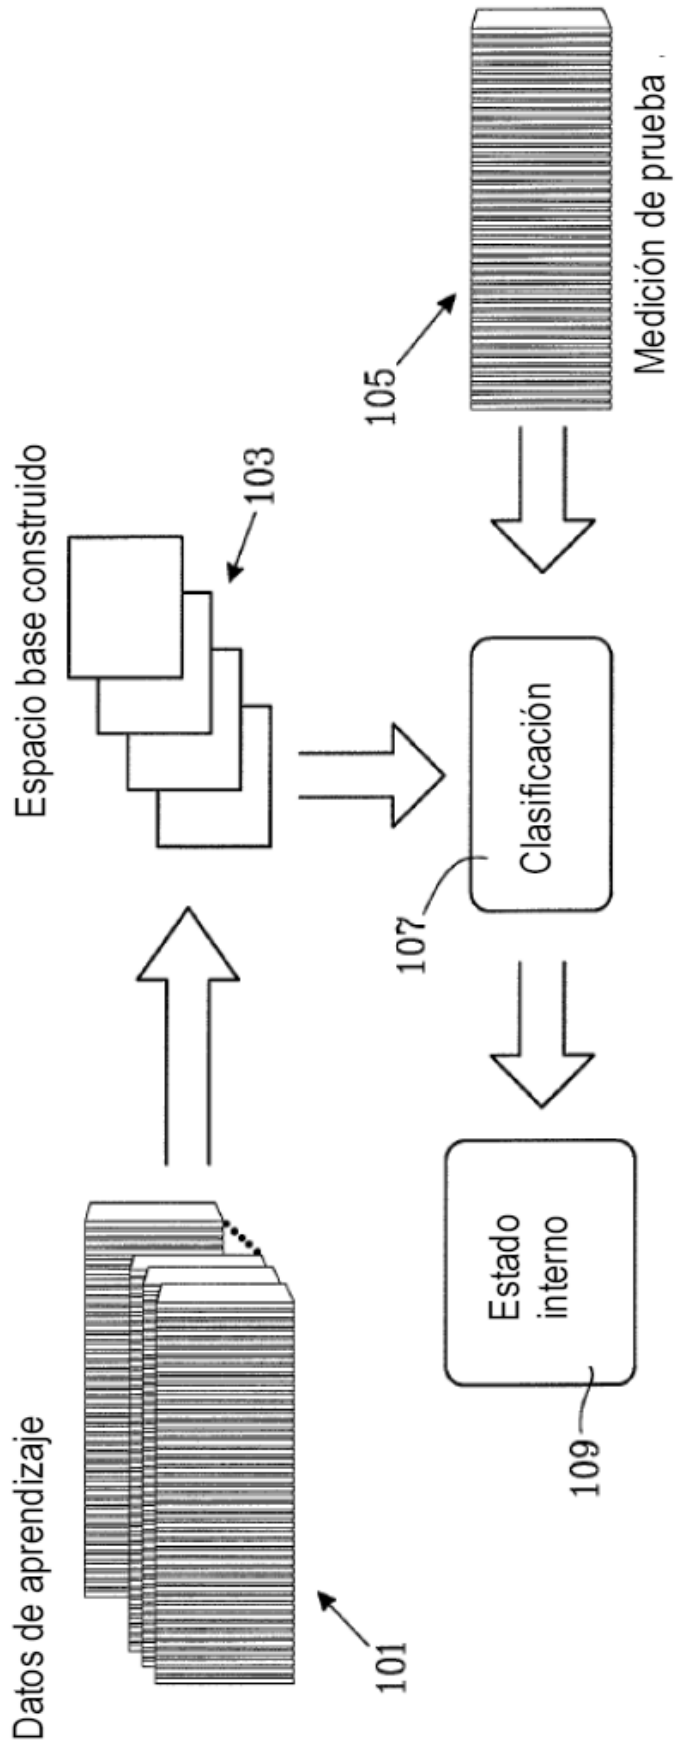 Datos de aprendizaje
Espacio base construido
101
103
105
107
Estado
interno
Clasificación
109
Medición de prueba